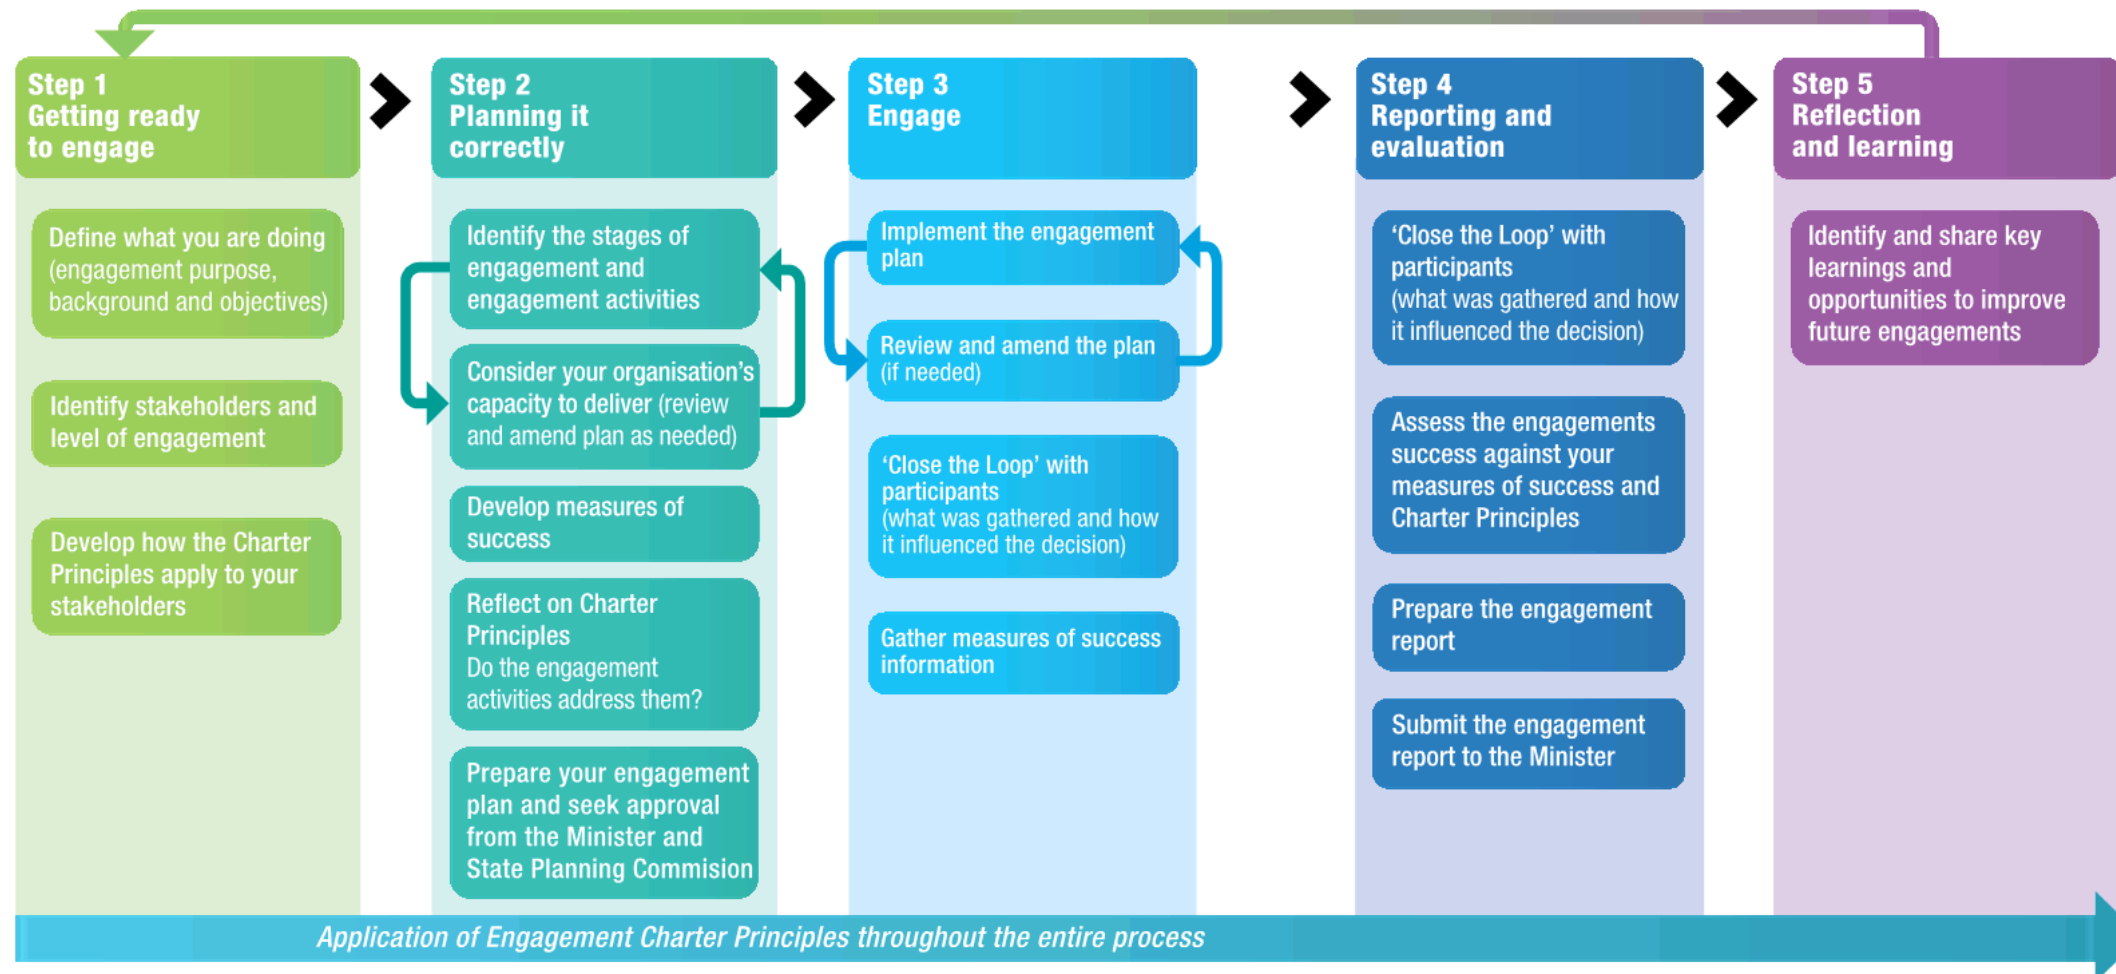 Step 1
Getting ready
to engage
Define what you are doing
(engagement purpose,
background and objectives)
Identify stakeholders and
level of engagement
Develop how the Charter
Principles apply to your
stakeholders
Step 2
Planning it
correctly
Identify the stages of
engagement and
engagement activities
Consider your organisation's
capacity to deliver (review
and amend plan as needed)
Develop measures of
success
Reflect on Charter
Principles
Do the engagement
activities address them?
Prepare your engagement
plan and seek approval
from the Minister and
State Planning Commision
Step 3
Engage
Implement the engagement
plan
Review and amend the plan
(if needed)
‘Close the Loop’ with
participants
(what was gathered and how
it influenced the decision)
Gather measures of success
information
Step 4
Reporting and
evaluation
‘Close the Loop’ with
participants
(what was gathered and how
it influenced the decision)
Assess the engagements
success against your
measures of success and
Charter Principles
Prepare the engagement
report
Submit the engagement
report to the Minister
Step 5
Reflection
and learning
Identify and share key
learnings and
opportunities to improve
future engagements
Application of Engagement Charter Principles throughout the entire process